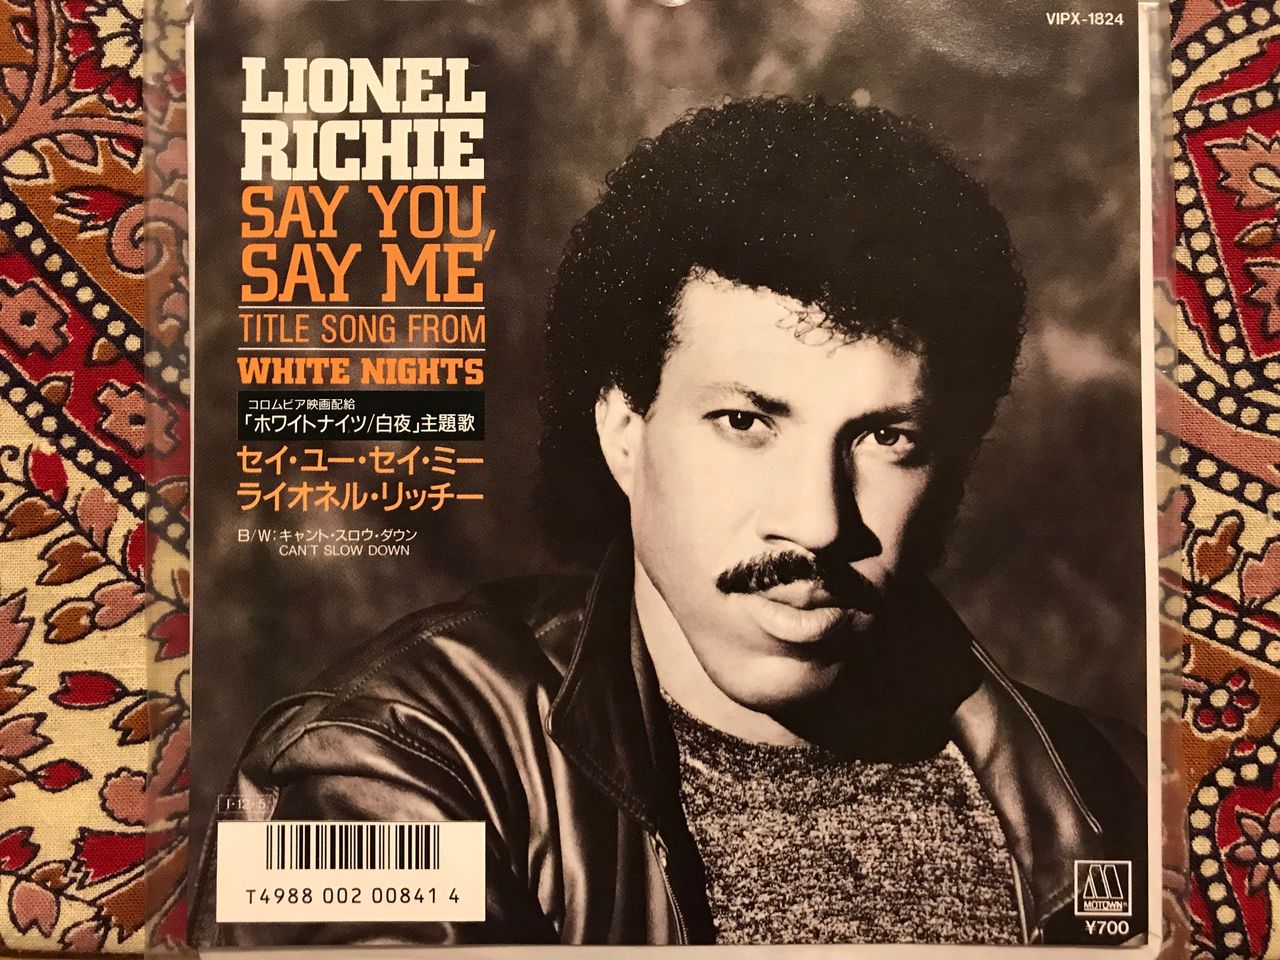 VIPX-1824
LIONEL
RICHIE
SAY YOU,
SAY ME
TITLE SONG FROM
WHITE NIGHTS
コロムビア映画配給
「ホワイトナイツ/白夜」主題歌
セイ・ユー・セイ・ミー
ライオネル・リッチー
B/W:キャント・スロウ・ダウン
CAN'T SLOW DOWN
I-12・5
T4988 002 00841 4
MOTOWN
¥700